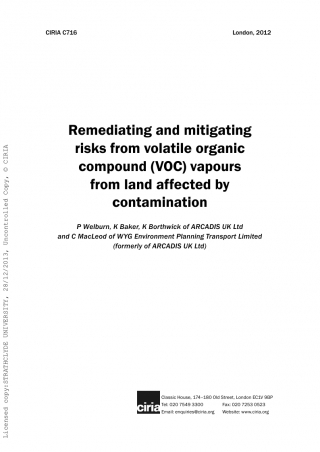 CIRIA C716
London, 2012
Remediating and mitigating
risks from volatile organic
compound (VOC) vapours
from land affected by
contamination
P Welburn, K Baker, K Borthwick of ARCADIS UK Ltd
and C MacLeod of WYG Environment Planning Transport Limited
(formerly of ARCADIS UK Ltd)
Licensed copy:STRATHCLYDE UNIVERSITY, 28/12/2013, Uncontrolled Copy, © CIRIA
ciria
Classic House, 174–180 Old Street, London EC1V 9BP
Tel: 020 7549 3300 Fax: 020 7253 0523
Email: enquiries@ciria.org Website: www.ciria.org